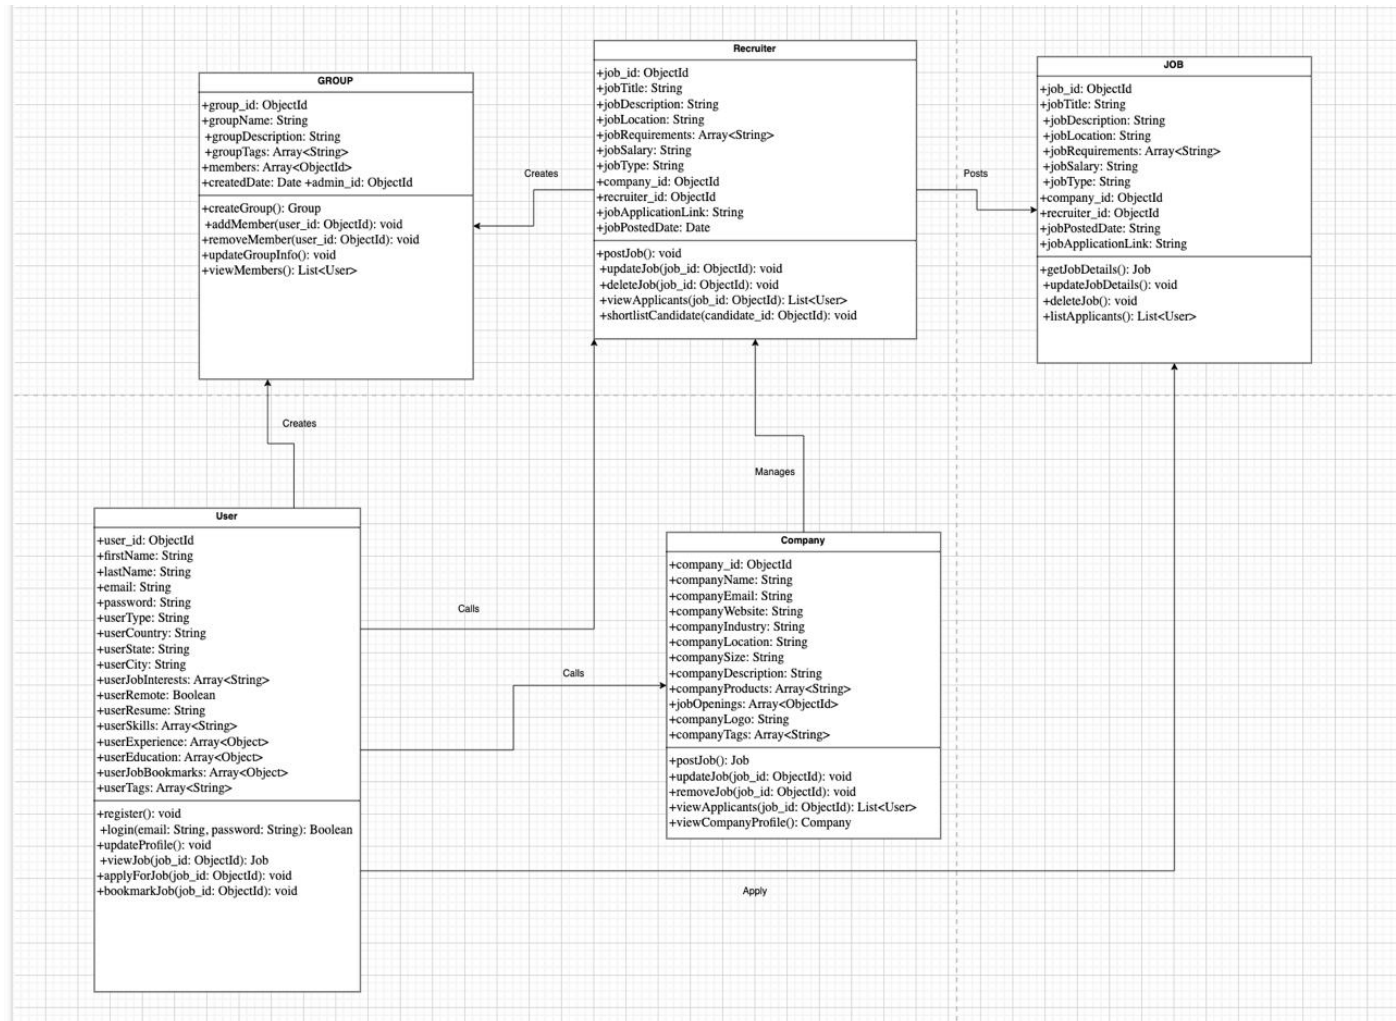 GROUP
+group_id: ObjectId
+groupName: String
+groupDescription: String
+groupTags: Array<String>
+members: Array<ObjectId>
+createdDate: Date +admin_id: ObjectId
+createGroup(): Group
+addMember(user_id: ObjectId): void
+removeMember(user_id: ObjectId): void
+updateGroupInfo(): void
+viewMembers(): List<User>
Creates
Recruiter
+job_id: ObjectId
+jobTitle: String
+jobDescription: String
+jobLocation: String
+jobRequirements: Array<String>
+jobSalary: String
+jobType: String
+company_id: ObjectId
+recruiter_id: ObjectId
+jobApplicationLink: String
+jobPostedDate: Date
+postJob(): void
+updateJob(job_id: ObjectId): void
+deleteJob(job_id: ObjectId): void
+viewApplicants(job_id: ObjectId): List<User>
+shortlistCandidate(candidate_id: ObjectId): void
Posts
JOB
+job_id: ObjectId
+jobTitle: String
+jobDescription: String
+jobLocation: String
+jobRequirements: Array<String>
+jobSalary: String
+jobType: String
+company_id: ObjectId
+recruiter_id: ObjectId
+jobPostedDate: String
+jobApplicationLink: String
+getJobDetails(): Job
+updateJobDetails(): void
+deleteJob(): void
+listApplicants(): List<User>
Creates
Manages
User
+user_id: ObjectId
+firstName: String
+lastName: String
+email: String
+password: String
+userType: String
+userCountry: String
+userState: String
+userCity: String
+userJobInterests: Array<String>
+userRemote: Boolean
+userResume: String
+userSkills: Array<String>
+userExperience: Array<Object>
+userEducation: Array<Object>
+userJobBookmarks: Array<Object>
+userTags: Array<String>
+register(): void
+login(email: String, password: String): Boolean
+updateProfile(): void
+viewJob(job_id: ObjectId): Job
+applyForJob(job_id: ObjectId): void
+bookmarkJob(job_id: ObjectId): void
Calls
Calls
Company
+company_id: ObjectId
+companyName: String
+companyEmail: String
+companyWebsite: String
+companyIndustry: String
+companyLocation: String
+companySize: String
+companyDescription: String
+companyProducts: Array<String>
+jobOpenings: Array<ObjectId>
+companyLogo: String
+companyTags: Array<String>
+postJob(): Job
+updateJob(job_id: ObjectId): void
+removeJob(job_id: ObjectId): void
+viewApplicants(job_id: ObjectId): List<User>
+viewCompanyProfile(): Company
Apply